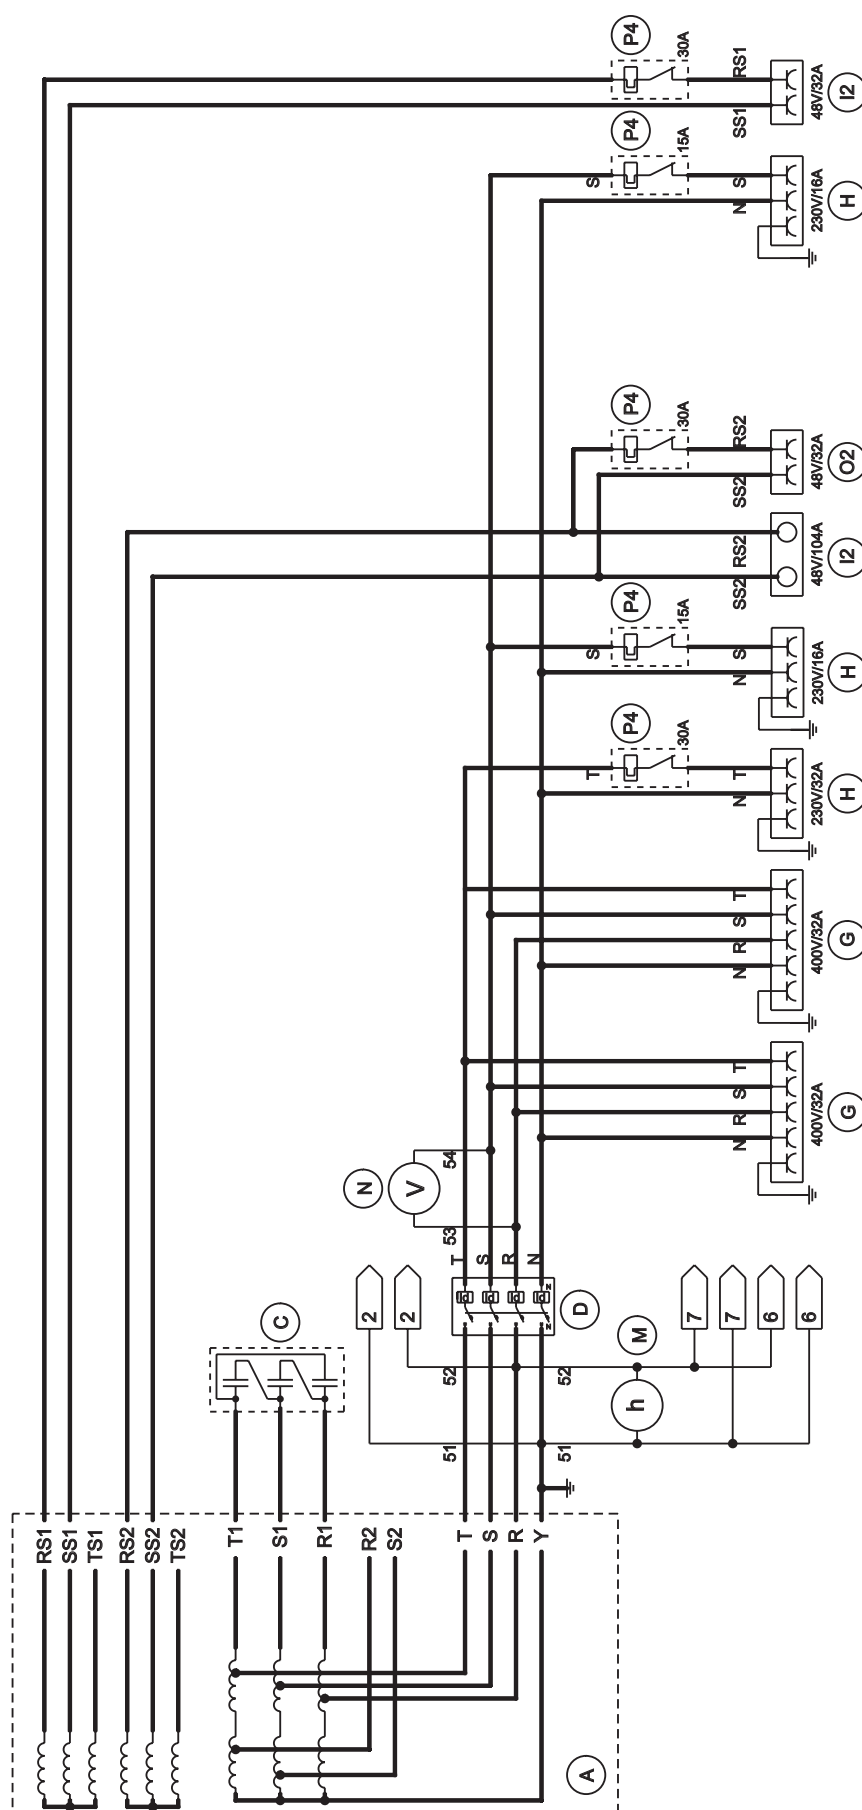 P4
30A
RS1
SS1
48V/32A
I2
P4
15A
S
S
N
230V/16A
H
P4
30A
RS2
SS2
48V/32A
O2
RS2
SS2
48V/104A
I2
P4
15A
S
S
N
230V/16A
H
P4
30A
T
T
N
230V/32A
H
T
S
R
N
400V/32A
G
T
S
R
N
400V/32A
G
N
V
54
53
T
S
R
N
N
N
D
C
2
2
7
7
6
6
M
h
52
52
51
51
RS1
SS1
TS1
RS2
SS2
TS2
T1
S1
R1
R2
S2
T
S
R
Y
A